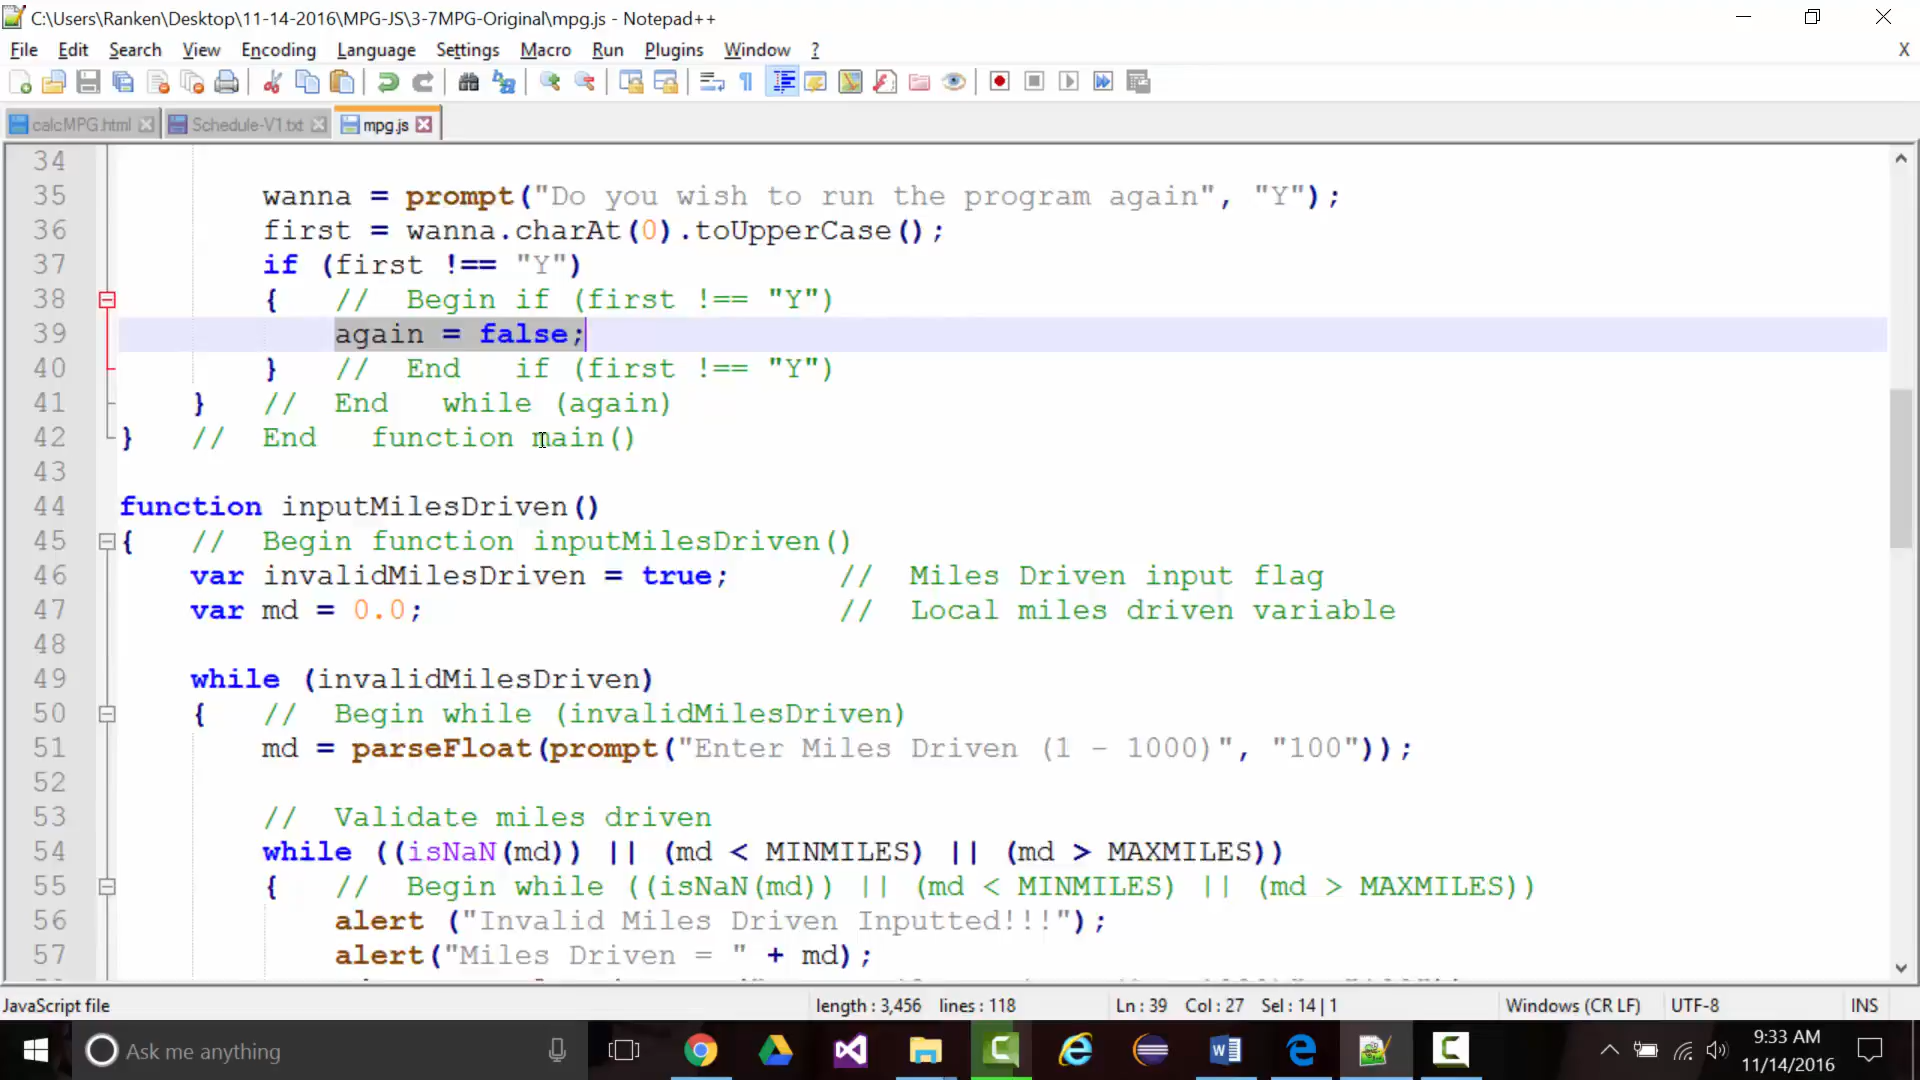 C:\Users\Ranken\Desktop\11-14-2016\MPG-JS\3-7MPG-Original\mpg.js - Notepad++
File Edit Search View Encoding Language Settings Macro Run Plugins Window ? X
calcMPG.html Schedule-V1.txt mpg.js
34
35 wanna = prompt("Do you wish to run the program again", "Y");
36 first = wanna.charAt(0).toUpperCase();
37 if (first !== "Y")
38 { // Begin if (first !== "Y")
39 again = false;
40 } // End if (first !== "Y")
41 } // End while (again)
42 } // End function main()
43
44 function inputMilesDriven()
45 { // Begin function inputMilesDriven()
46 var invalidMilesDriven = true; // Miles Driven input flag
47 var md = 0.0; // Local miles driven variable
48
49 while (invalidMilesDriven)
50 { // Begin while (invalidMilesDriven)
51 md = parseFloat(prompt("Enter Miles Driven (1 - 1000)", "100"));
52
53 // Validate miles driven
54 while ((isNaN(md)) || (md < MINMILES) || (md > MAXMILES))
55 { // Begin while ((isNaN(md)) || (md < MINMILES) || (md > MAXMILES))
56 alert ("Invalid Miles Driven Inputted!!!");
57 alert("Miles Driven = " + md);
JavaScript file length : 3,456 lines : 118 Ln : 39 Col : 27 Sel : 14 | 1 Windows (CR LF) UTF-8 INS
Ask me anything
9:33 AM
11/14/2016